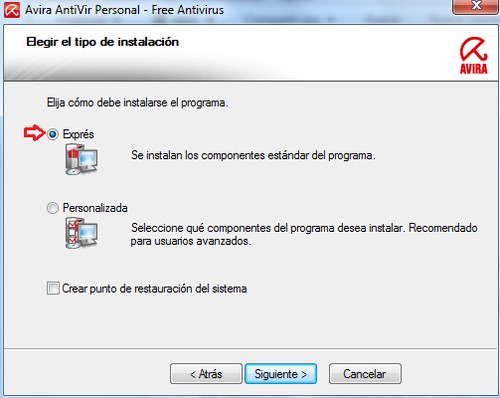 Avira AntiVir Personal - Free Antivirus
Elegir el tipo de instalación
AVIRA
Elija cómo debe instalarse el programa.
Exprés
Se instalan los componentes estándar del programa.
Personalizada
Seleccione qué componentes del programa desea instalar. Recomendado
para usuarios avanzados.
Crear punto de restauración del sistema
< Atrás
Siguiente >
Cancelar